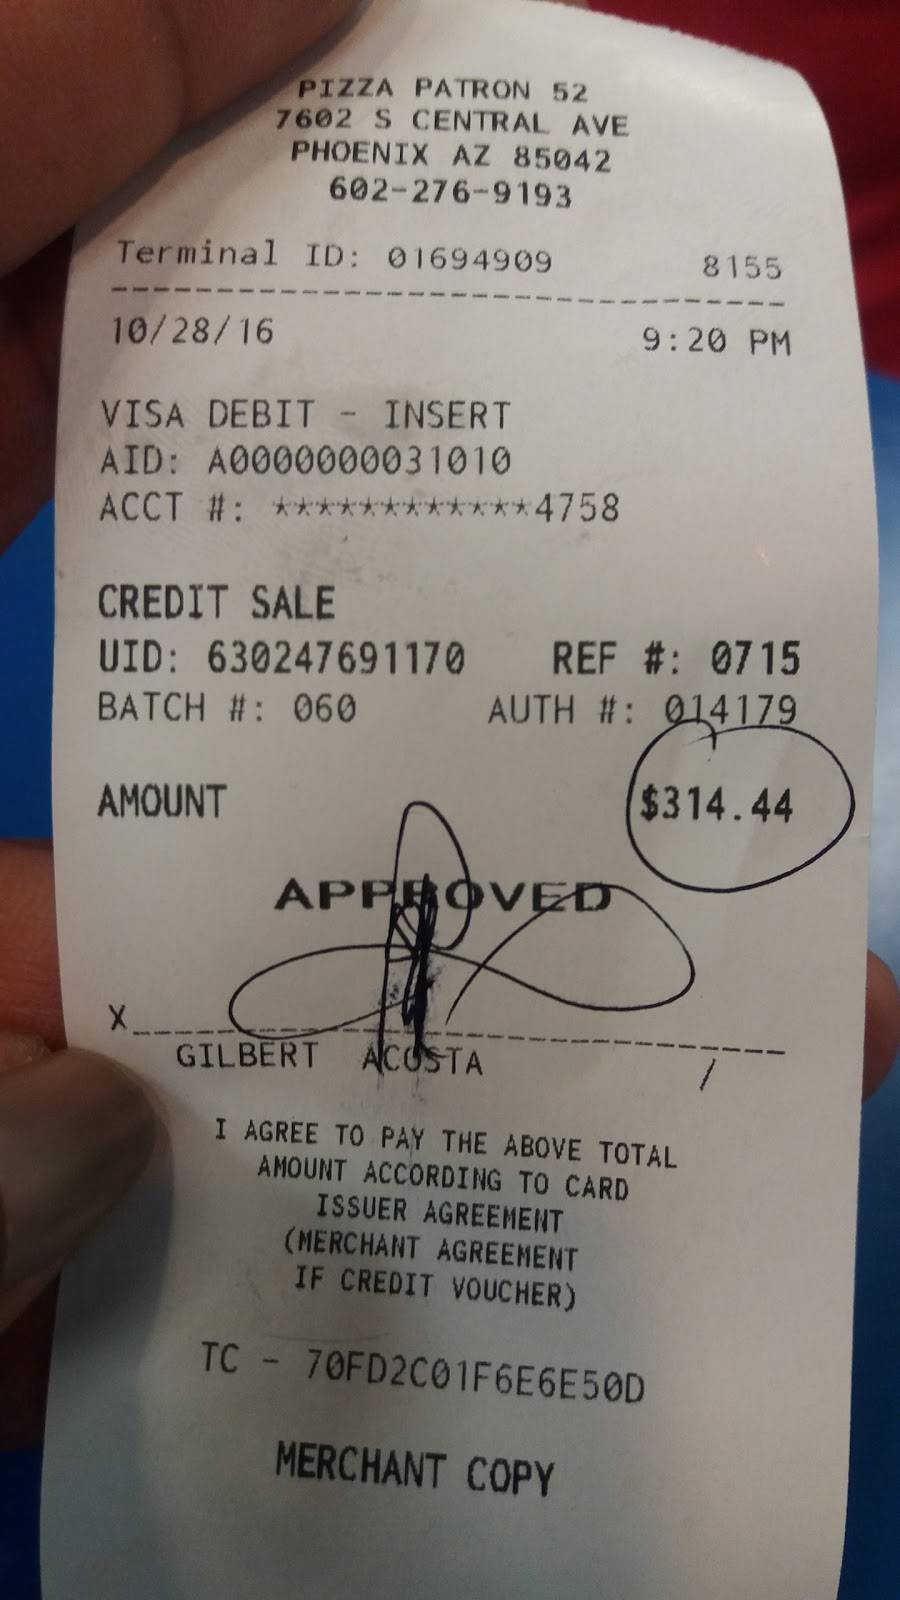 PIZZA PATRON 52
7602 S CENTRAL AVE
PHOENIX AZ 85042
602-276-9193
Terminal ID: 01694909 8155
10/28/16 9:20 PM
VISA DEBIT - INSERT
AID: A0000000031010
ACCT #: ************4758
CREDIT SALE
UID: 630247691170 REF #: 0715
BATCH #: 060 AUTH #: 014179
AMOUNT $314.44
APPROVED
X
GILBERT ACOSTA /
I AGREE TO PAY THE ABOVE TOTAL
AMOUNT ACCORDING TO CARD
ISSUER AGREEMENT
(MERCHANT AGREEMENT
IF CREDIT VOUCHER)
TC - 70FD2C01F6E6E50D
MERCHANT COPY